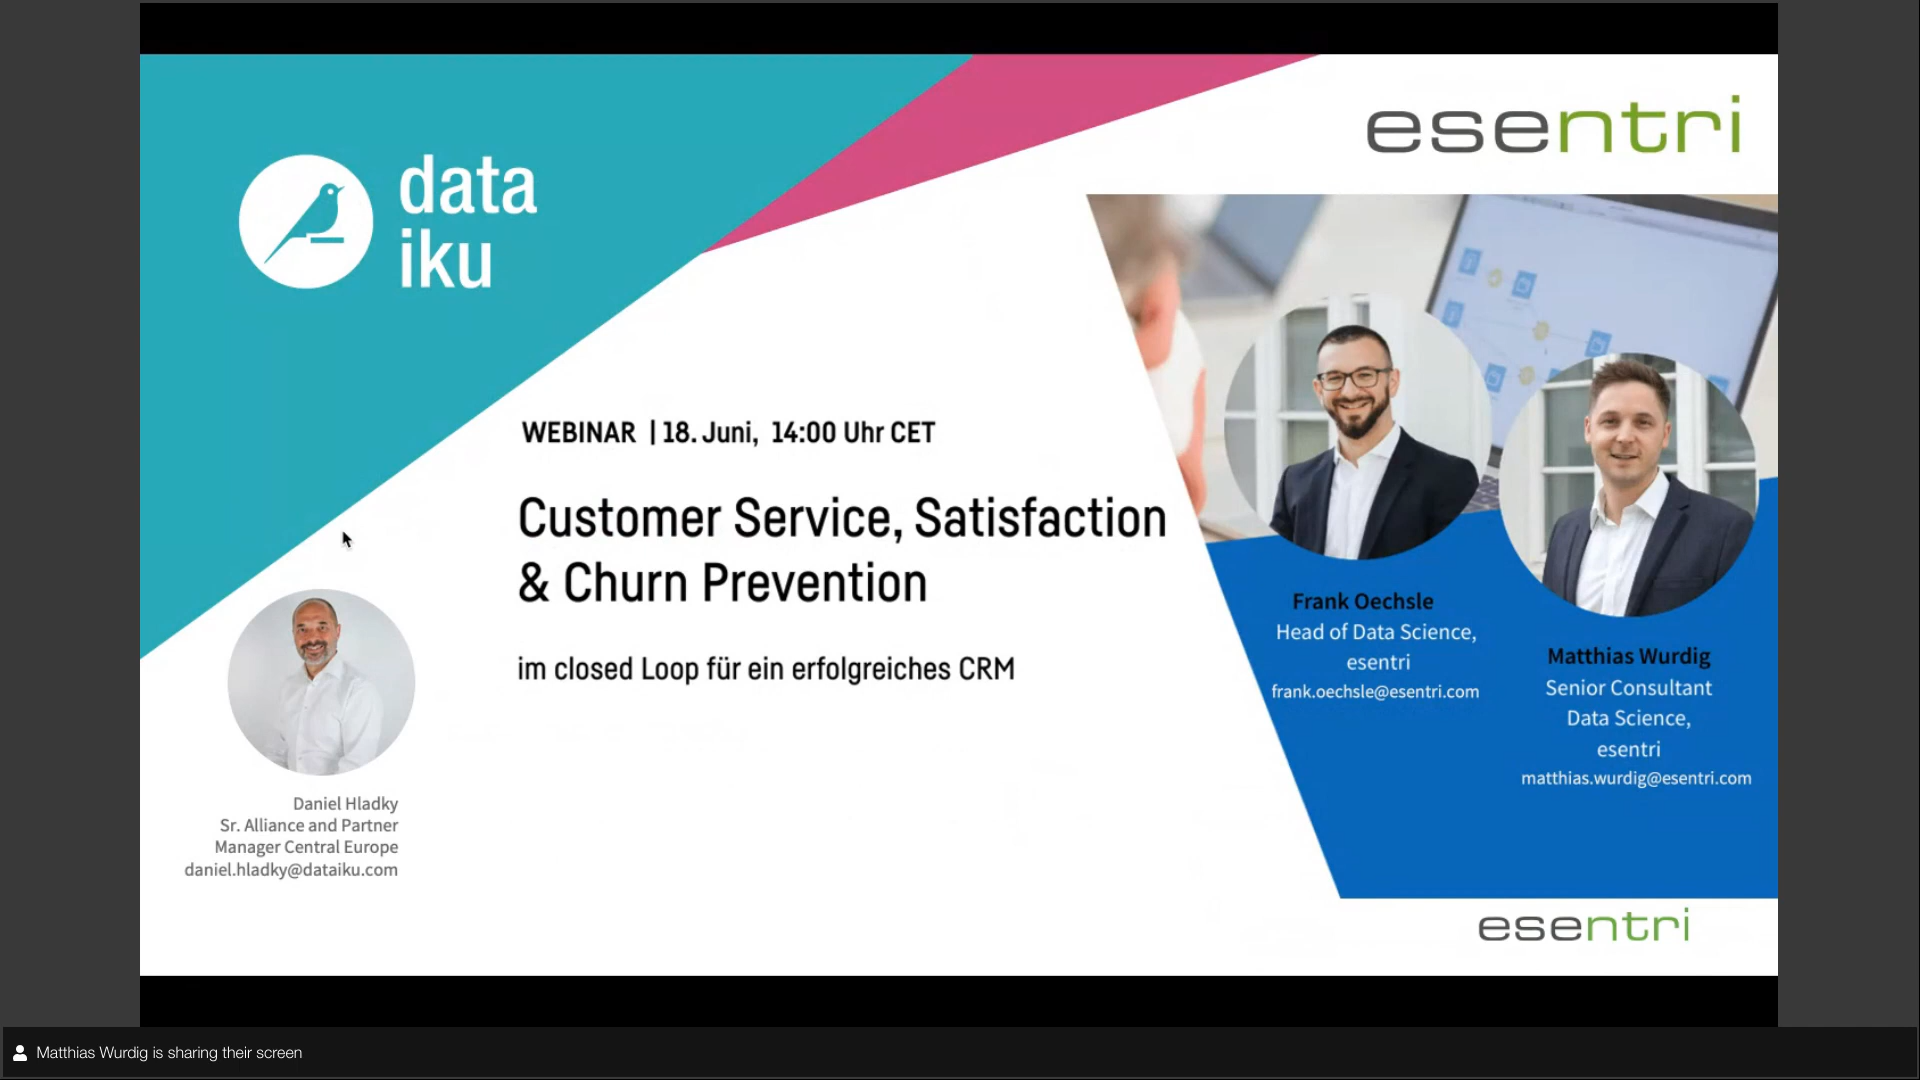 data
iku
esentri
WEBINAR | 18. Juni, 14:00 Uhr CET
Customer Service, Satisfaction
& Churn Prevention
im closed Loop für ein erfolgreiches CRM
Daniel Hladky
Sr. Alliance and Partner
Manager Central Europe
daniel.hladky@dataiku.com
Frank Oechsle
Head of Data Science,
esentri
frank.oechsle@esentri.com
Matthias Wurdig
Senior Consultant
Data Science,
esentri
matthias.wurdig@esentri.com
esentri
Matthias Wurdig is sharing their screen